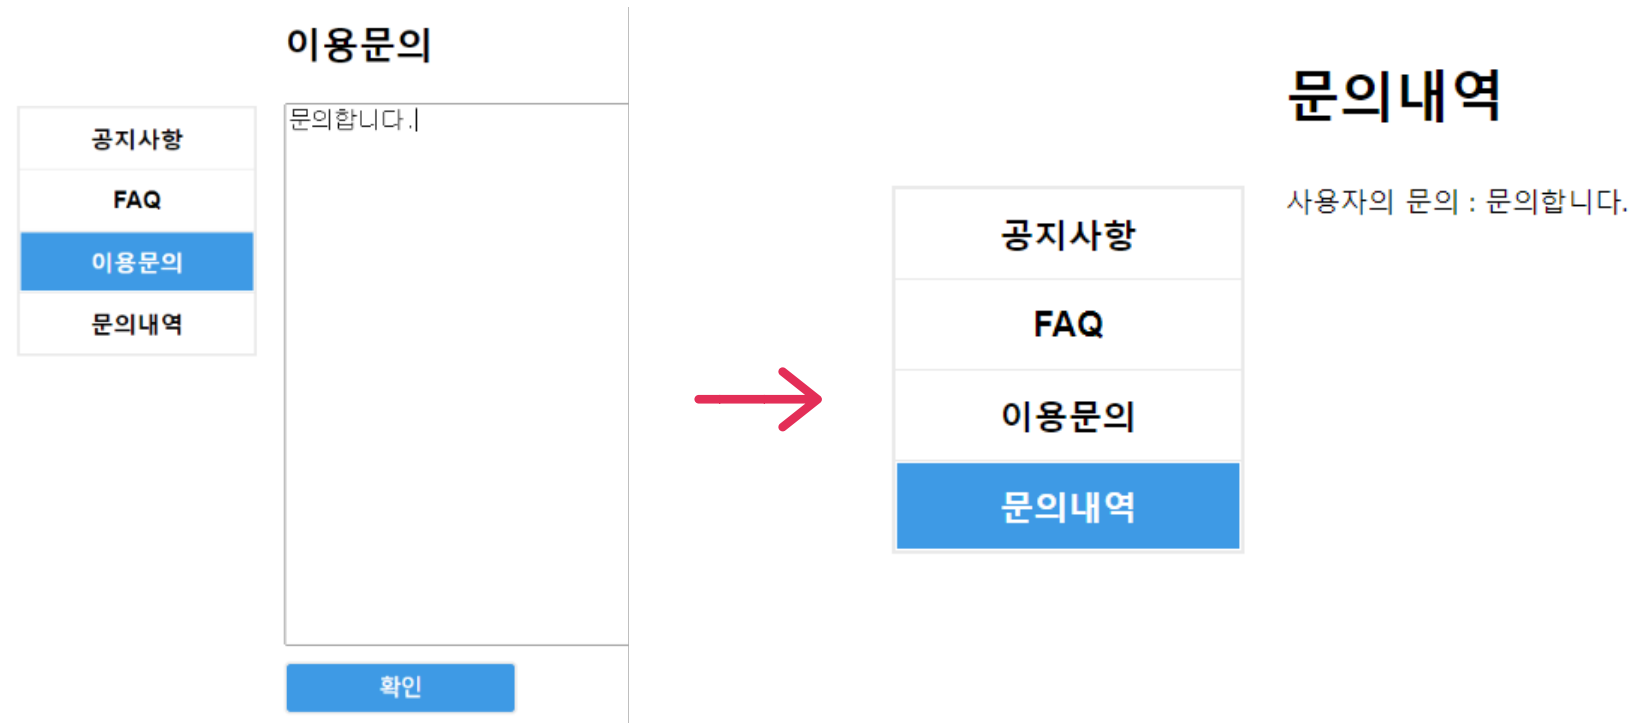 이용문의
공지사항
FAQ
이용문의
문의내역
문의합니다.
확인
문의내역
공지사항
FAQ
이용문의
문의내역
사용자의 문의 : 문의합니다.